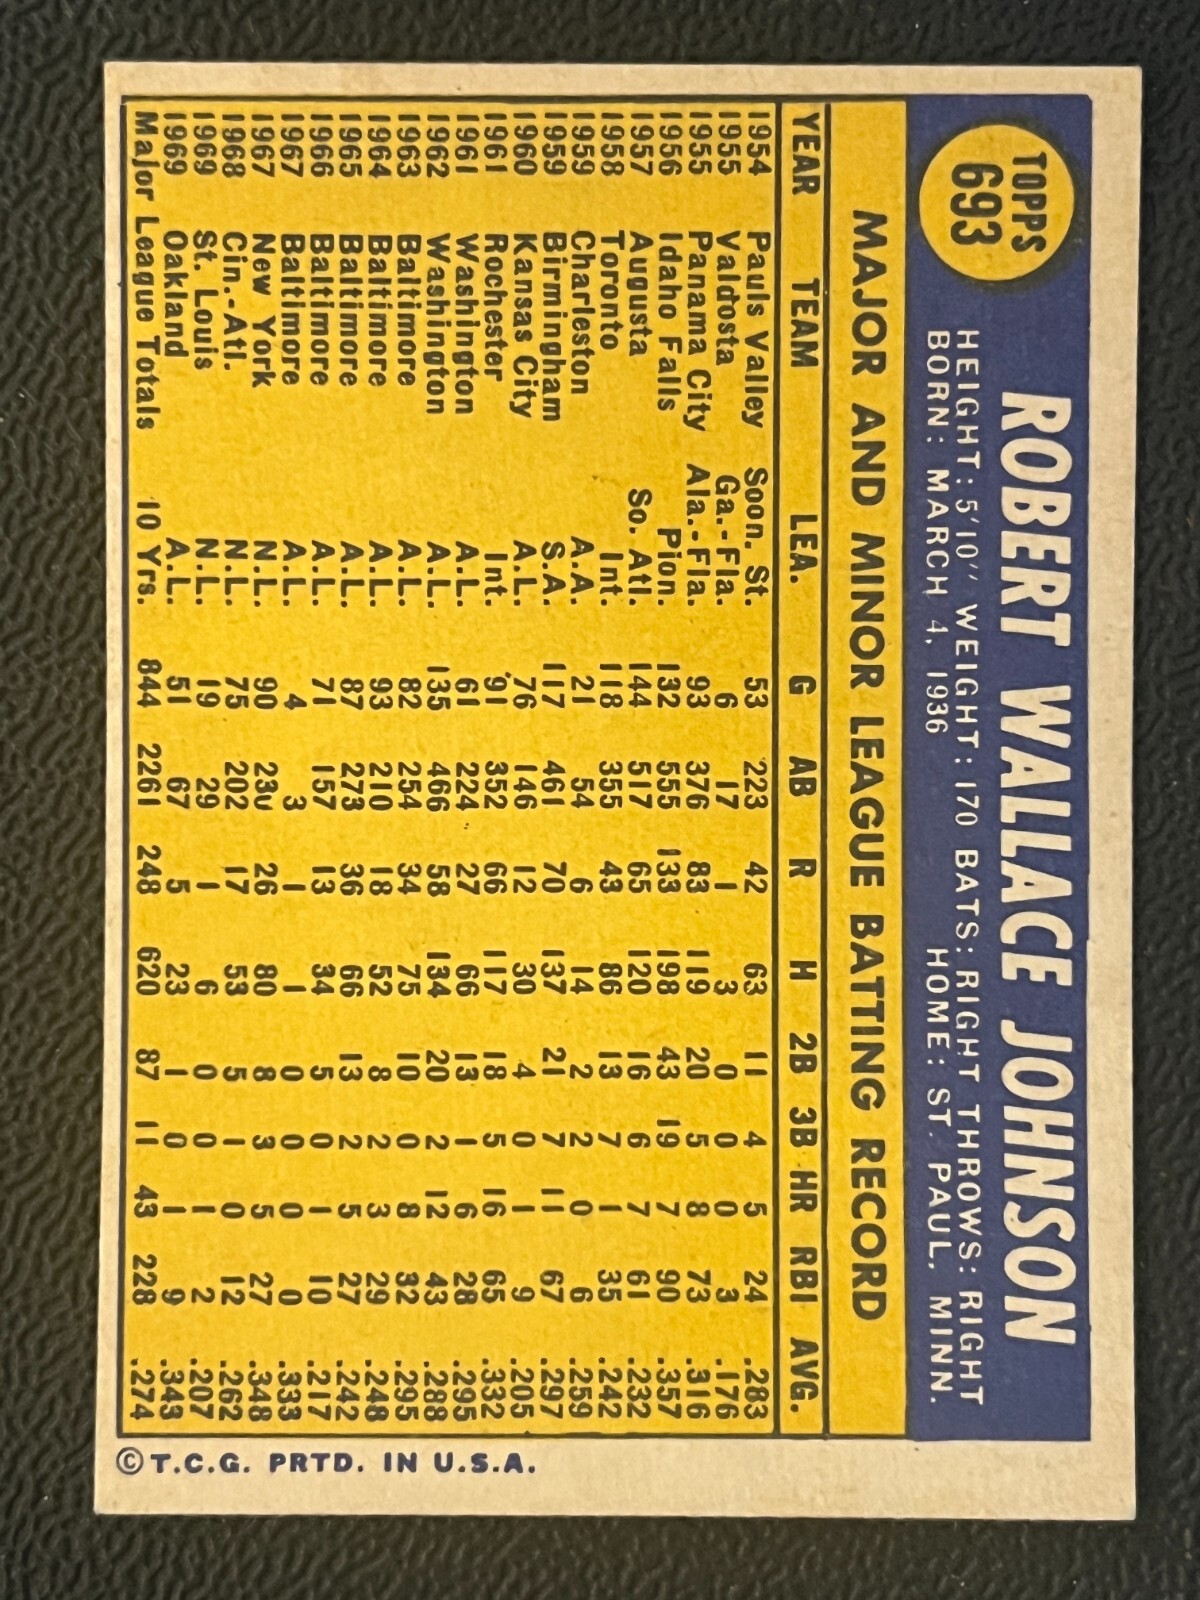 TOPPS
693
ROBERT WALLACE JOHNSON
HEIGHT: 5'10" WEIGHT: 170 BATS: RIGHT THROWS: RIGHT
BORN: MARCH 4, 1936 HOME: ST. PAUL, MINN.
MAJOR AND MINOR LEAGUE BATTING RECORD
YEAR TEAM LEA. G AB R H 2B 3B HR RBI AVG.
1954 Pauls Valley Soon. St. 53 223 42 63 11 4 5 24 .283
1955 Valdosta Ga.-Fla. 6 17 1 3 0 0 0 3 .176
1955 Panama City Ala.-Fla. 93 376 83 119 20 5 8 73 .316
1956 Idaho Falls Pion. 132 555 133 198 43 19 7 90 .357
1957 Augusta So. Atl. 144 517 65 120 16 6 7 61 .232
1958 Toronto Int. 118 355 43 86 13 7 1 35 .242
1959 Charleston A.A. 21 54 6 14 2 2 0 6 .259
1959 Birmingham S.A. 117 461 70 137 21 7 11 67 .297
1960 Kansas City A.L. 76 146 12 30 4 0 1 9 .205
1961 Rochester Int. 91 352 66 117 18 5 16 65 .332
1961 Washington A.L. 61 224 27 66 13 1 6 28 .295
1962 Washington A.L. 135 466 58 134 20 2 12 43 .288
1963 Baltimore A.L. 82 254 34 75 10 0 8 32 .295
1964 Baltimore A.L. 93 210 18 52 8 2 3 29 .248
1965 Baltimore A.L. 87 273 36 66 13 2 5 27 .242
1966 Baltimore A.L. 71 157 13 34 5 0 1 10 .217
1967 Baltimore A.L. 4 3 1 1 0 0 0 0 .333
1967 New York N.L. 90 230 26 80 8 3 5 27 .348
1968 Cin.-Atl. N.L. 75 202 17 53 5 1 0 12 .262
1969 St. Louis N.L. 19 29 1 6 0 0 1 2 .207
1969 Oakland A.L. 51 67 5 23 1 0 1 9 .343
Major League Totals 10 Yrs. 844 2261 248 620 87 11 43 228 .274
© T.C.G. PRTD. IN U.S.A.